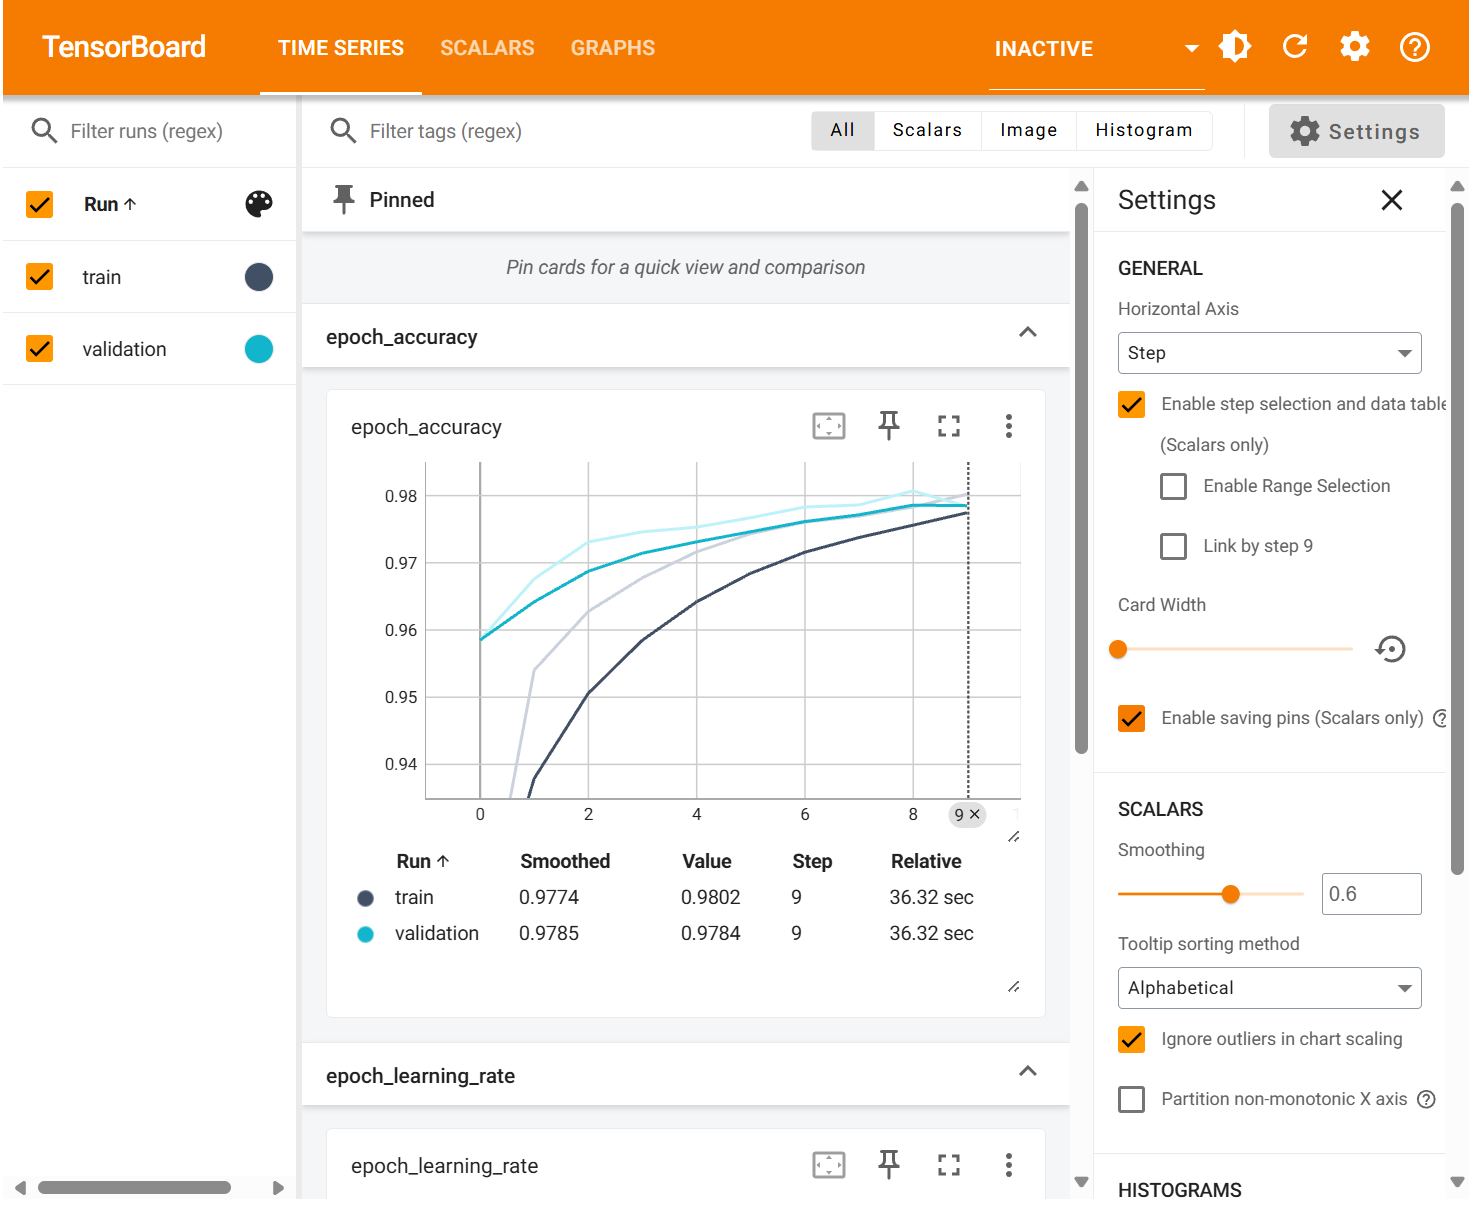 TensorBoard TIME SERIES SCALARS GRAPHS INACTIVE
Filter runs (regex)
Run
train
validation
Filter tags (regex) All Scalars Image Histogram Settings
Pinned
Pin cards for a quick view and comparison
epoch_accuracy
epoch_accuracy
0.98
0.97
0.96
0.95
0.94
0 2 4 6 8 9
Run Smoothed Value Step Relative
train 0.9774 0.9802 9 36.32 sec
validation 0.9785 0.9784 9 36.32 sec
epoch_learning_rate
epoch_learning_rate
Settings
GENERAL
Horizontal Axis
Step
Enable step selection and data table
(Scalars only)
Enable Range Selection
Link by step 9
Card Width
Enable saving pins (Scalars only)
SCALARS
Smoothing
0.6
Tooltip sorting method
Alphabetical
Ignore outliers in chart scaling
Partition non-monotonic X axis
HISTOGRAMS